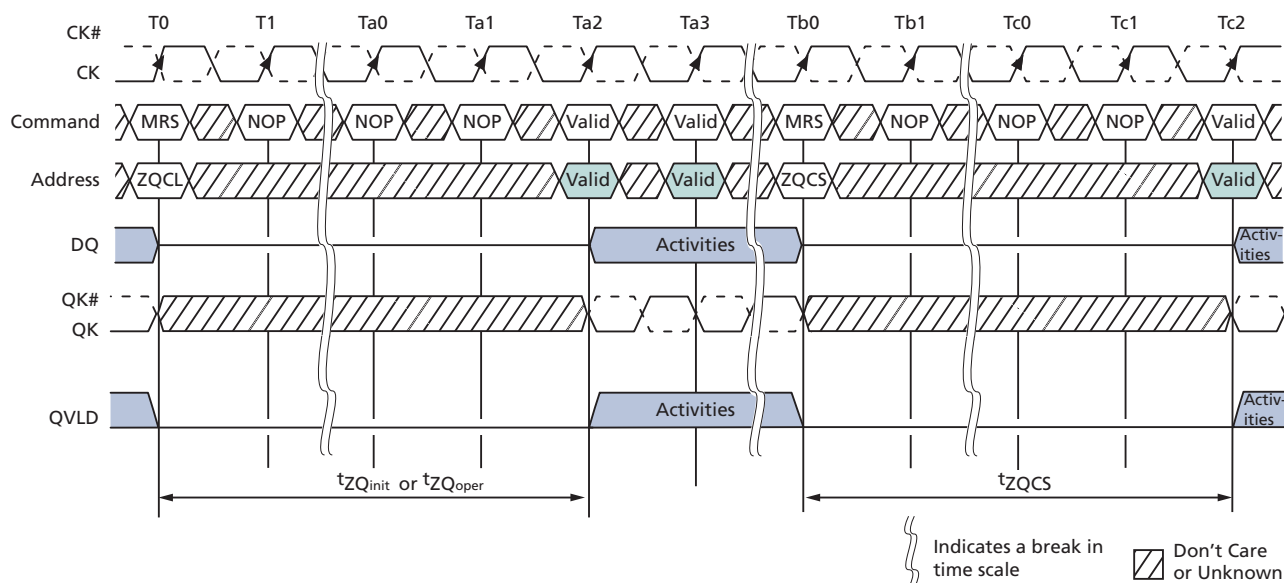 T0 T1 Ta0 Ta1 Ta2 Ta3 Tb0 Tb1 Tc0 Tc1 Tc2
CK#
CK
Command MRS NOP NOP NOP Valid Valid MRS NOP NOP NOP Valid
Address ZQCL Valid Valid ZQCS Valid
DQ Activities Activ-
ities
QK#
QK
QVLD Activities Activ-
ities
tZQinit or tZQoper tZQCS
Indicates a break in
time scale
Don't Care
or Unknown